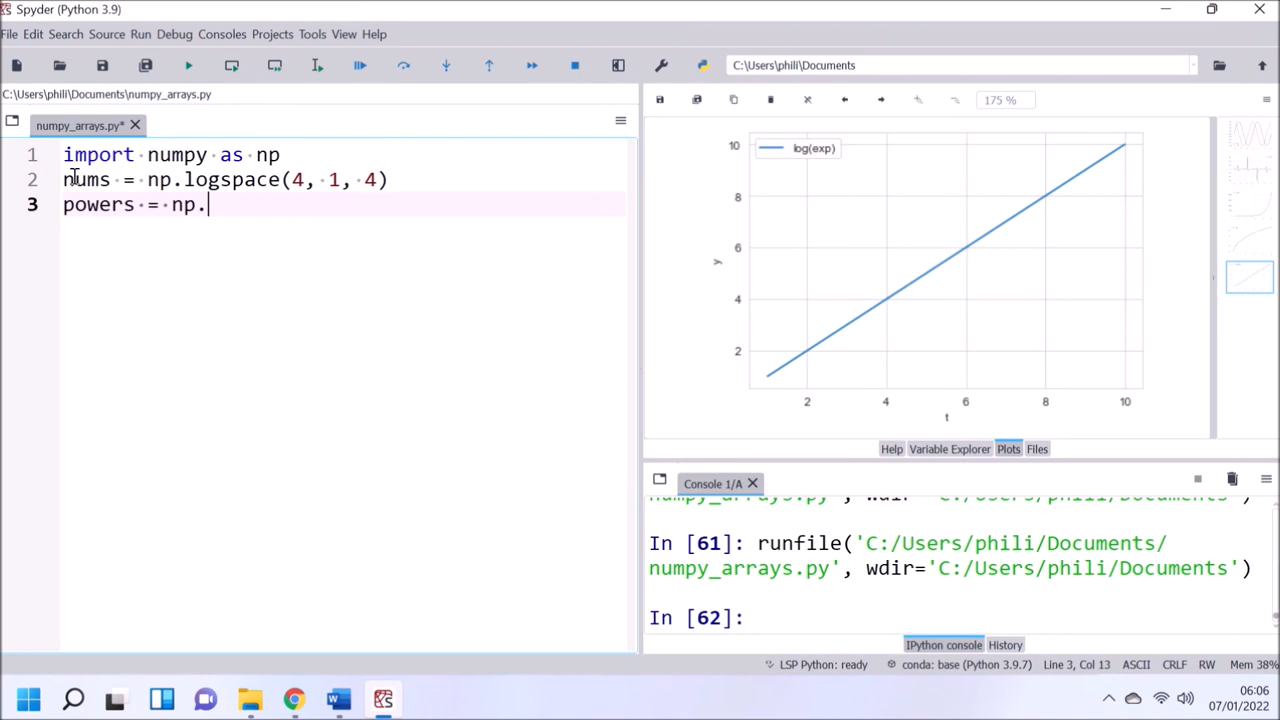 Spyder (Python 3.9)
File Edit Search Source Run Debug Consoles Projects Tools View Help
C:\Users\phili\Documents
C:\Users\phili\Documents\numpy_arrays.py
numpy_arrays.py*
175 %
1 import numpy as np
2 nums = np.logspace(4, 1, 4)
3 powers = np.
log(exp)
10
8
6
4
2
y
2 4 6 8 10
t
Help Variable Explorer Plots Files
Console 1/A
numpy_arrays.py', wdir='C:/Users/phili/Documents')
In [61]: runfile('C:/Users/phili/Documents/
numpy_arrays.py', wdir='C:/Users/phili/Documents')
In [62]:
IPython console History
LSP Python: ready conda: base (Python 3.9.7) Line 3, Col 13 ASCII CRLF RW Mem 38%
06:06
07/01/2022